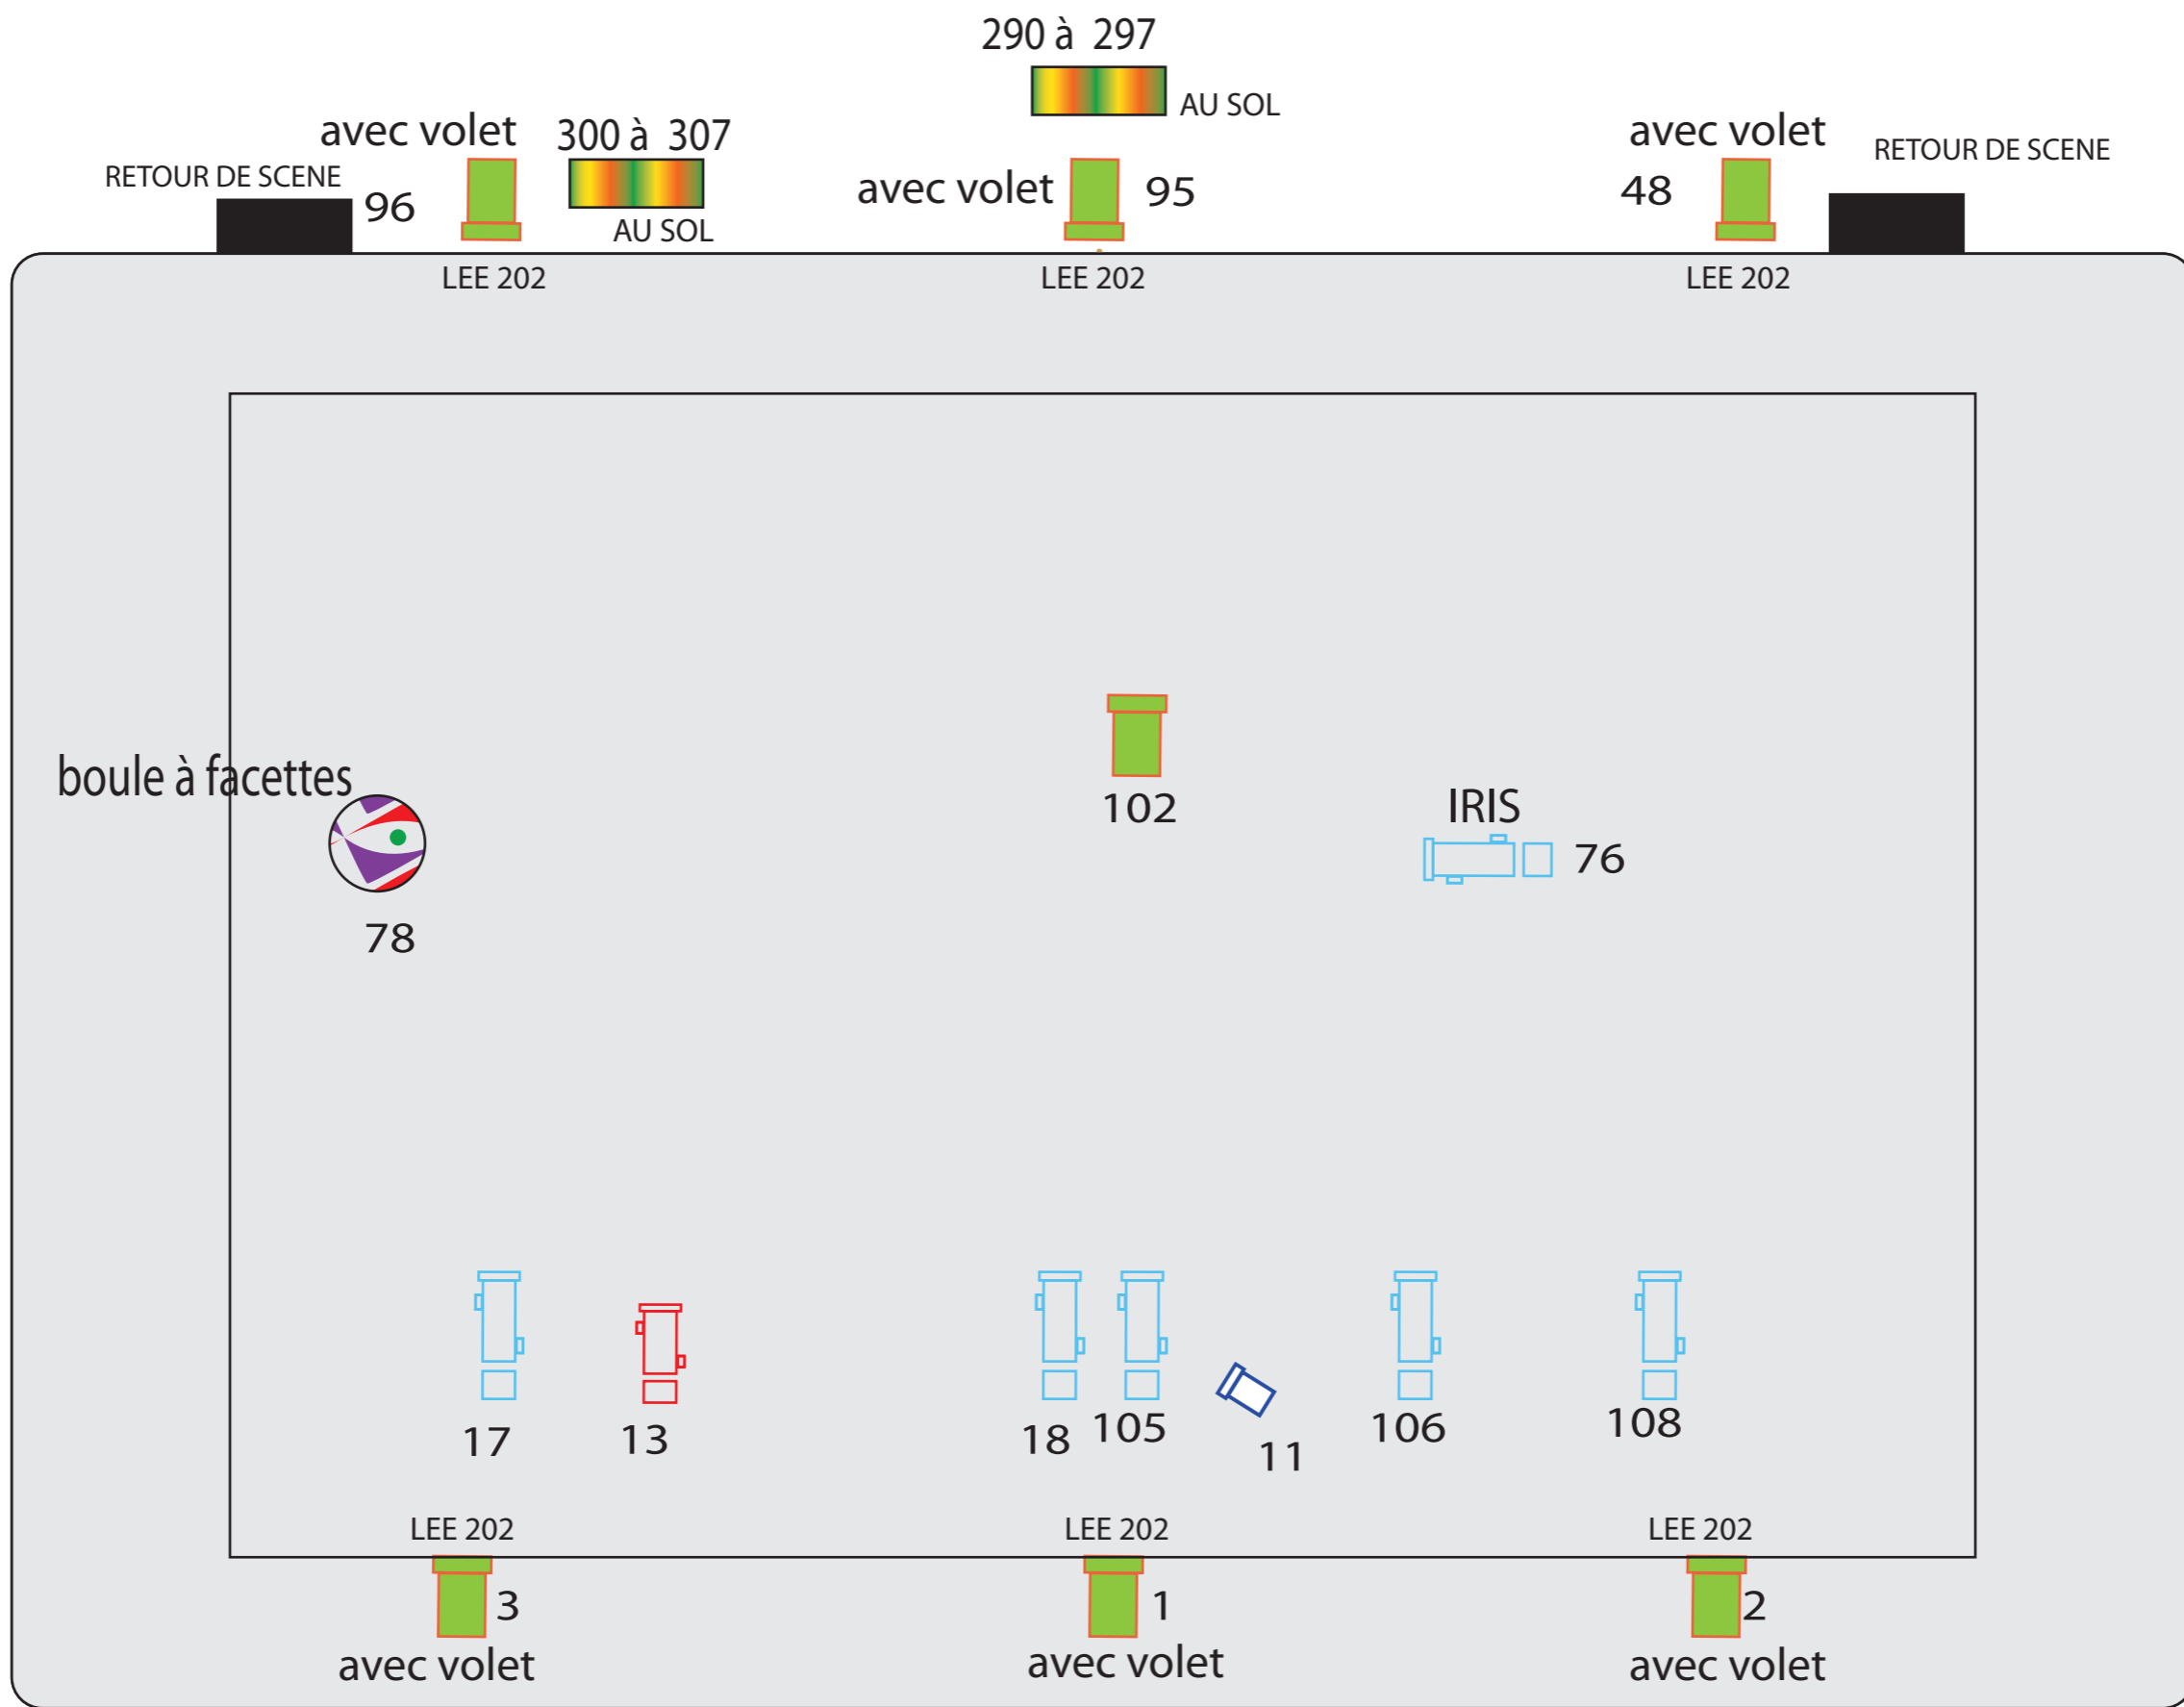 290 à 297
AU SOL
avec volet
300 à 307
avec volet
RETOUR DE SCENE
RETOUR DE SCENE
96
avec volet
95
48
AU SOL
LEE 202
LEE 202
LEE 202
boule à facettes
102
IRIS
76
78
17
13
18
105
11
106
108
LEE 202
LEE 202
LEE 202
3
1
2
avec volet
avec volet
avec volet